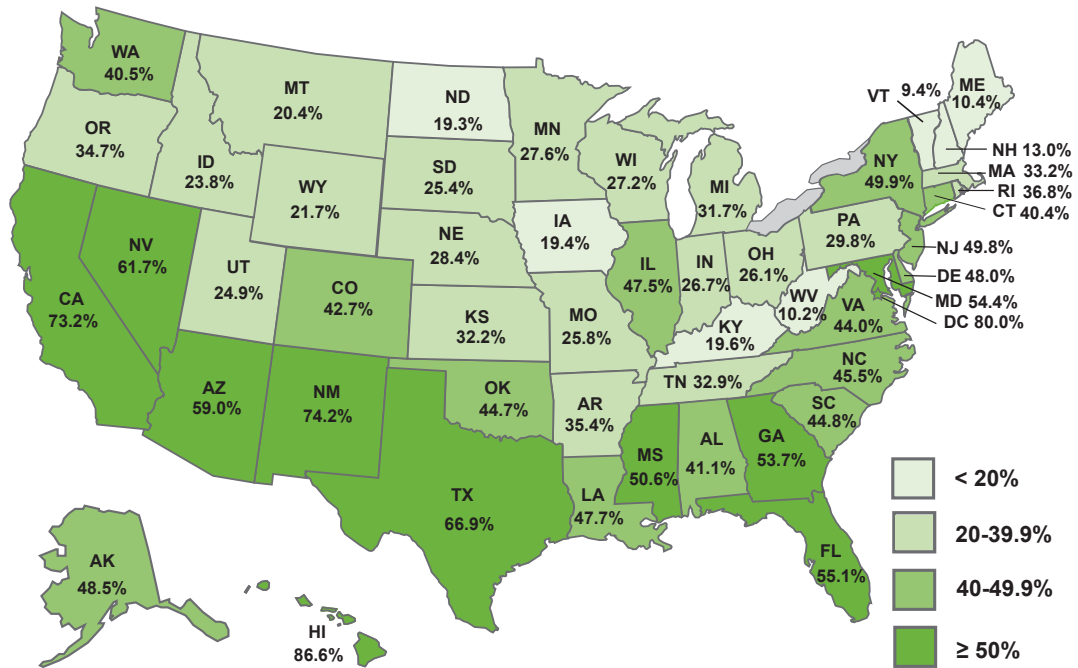 WA
40.5%
OR
34.7%
CA
73.2%
NV
61.7%
ID
23.8%
MT
20.4%
WY
21.7%
UT
24.9%
CO
42.7%
AZ
59.0%
NM
74.2%
ND
19.3%
SD
25.4%
NE
28.4%
KS
32.2%
OK
44.7%
TX
66.9%
MN
27.6%
IA
19.4%
MO
25.8%
AR
35.4%
LA
47.7%
WI
27.2%
IL
47.5%
MI
31.7%
IN
26.7%
OH
26.1%
KY
19.6%
TN 32.9%
MS
50.6%
AL
41.1%
GA
53.7%
FL
55.1%
SC
44.8%
NC
45.5%
VA
44.0%
WV
10.2%
PA
29.8%
NY
49.9%
VT 9.4%
ME
10.4%
NH 13.0%
MA 33.2%
RI 36.8%
CT 40.4%
NJ 49.8%
DE 48.0%
MD 54.4%
DC 80.0%
AK
48.5%
HI
86.6%
< 20%
20-39.9%
40-49.9%
≥ 50%